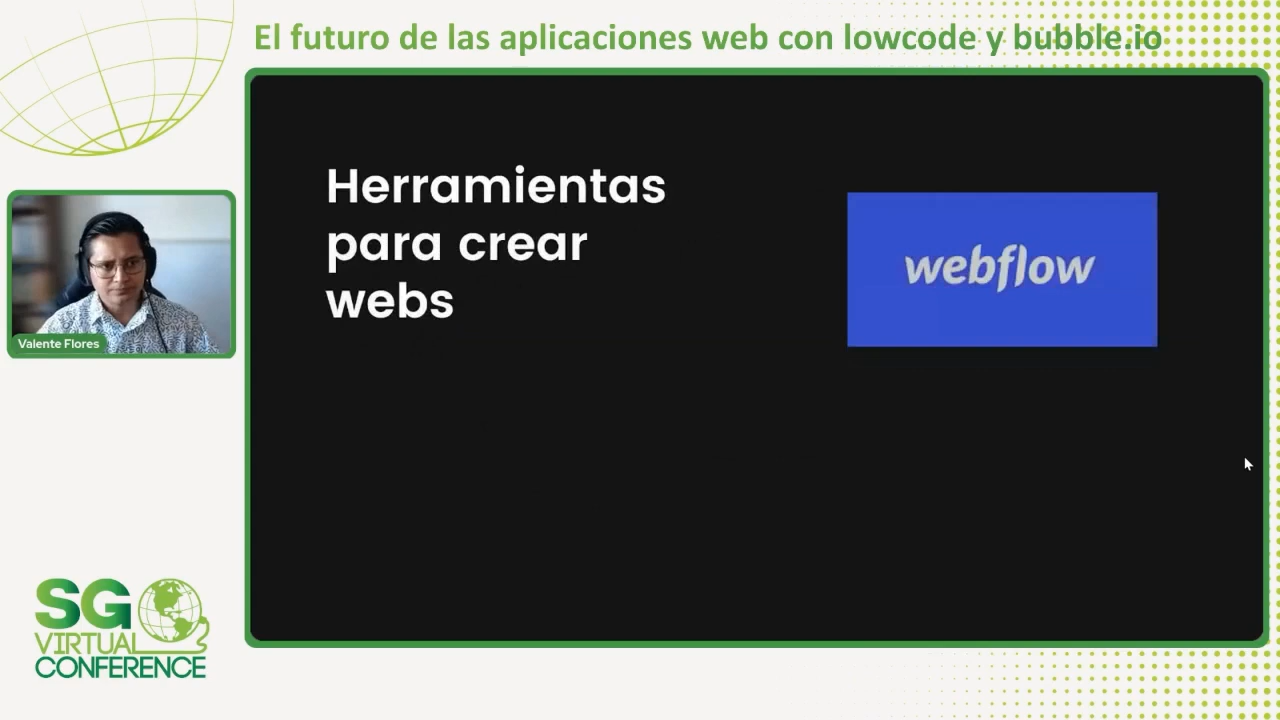 El futuro de las aplicaciones web con lowcode y bubble.io
Herramientas
para crear
webs
webflow
Valente Flores
SG
VIRTUAL
CONFERENCE